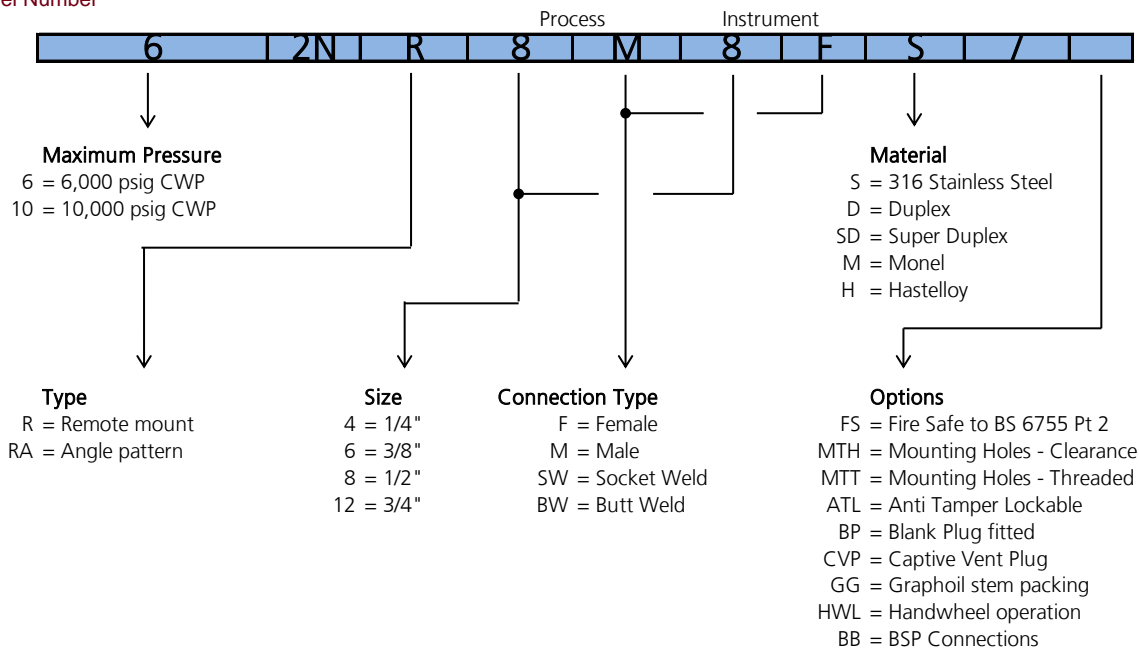 Number
Process Instrument
6 2N R 8 M 8 F S /
Maximum Pressure
6 = 6,000 psig CWP
10 = 10,000 psig CWP
Material
S = 316 Stainless Steel
D = Duplex
SD = Super Duplex
M = Monel
H = Hastelloy
Type
R = Remote mount
RA = Angle pattern
Size
4 = 1/4"
6 = 3/8"
8 = 1/2"
12 = 3/4"
Connection Type
F = Female
M = Male
SW = Socket Weld
BW = Butt Weld
Options
FS = Fire Safe to BS 6755 Pt 2
MTH = Mounting Holes - Clearance
MTT = Mounting Holes - Threaded
ATL = Anti Tamper Lockable
BP = Blank Plug fitted
CVP = Captive Vent Plug
GG = Graphoil stem packing
HWL = Handwheel operation
BB = BSP Connections